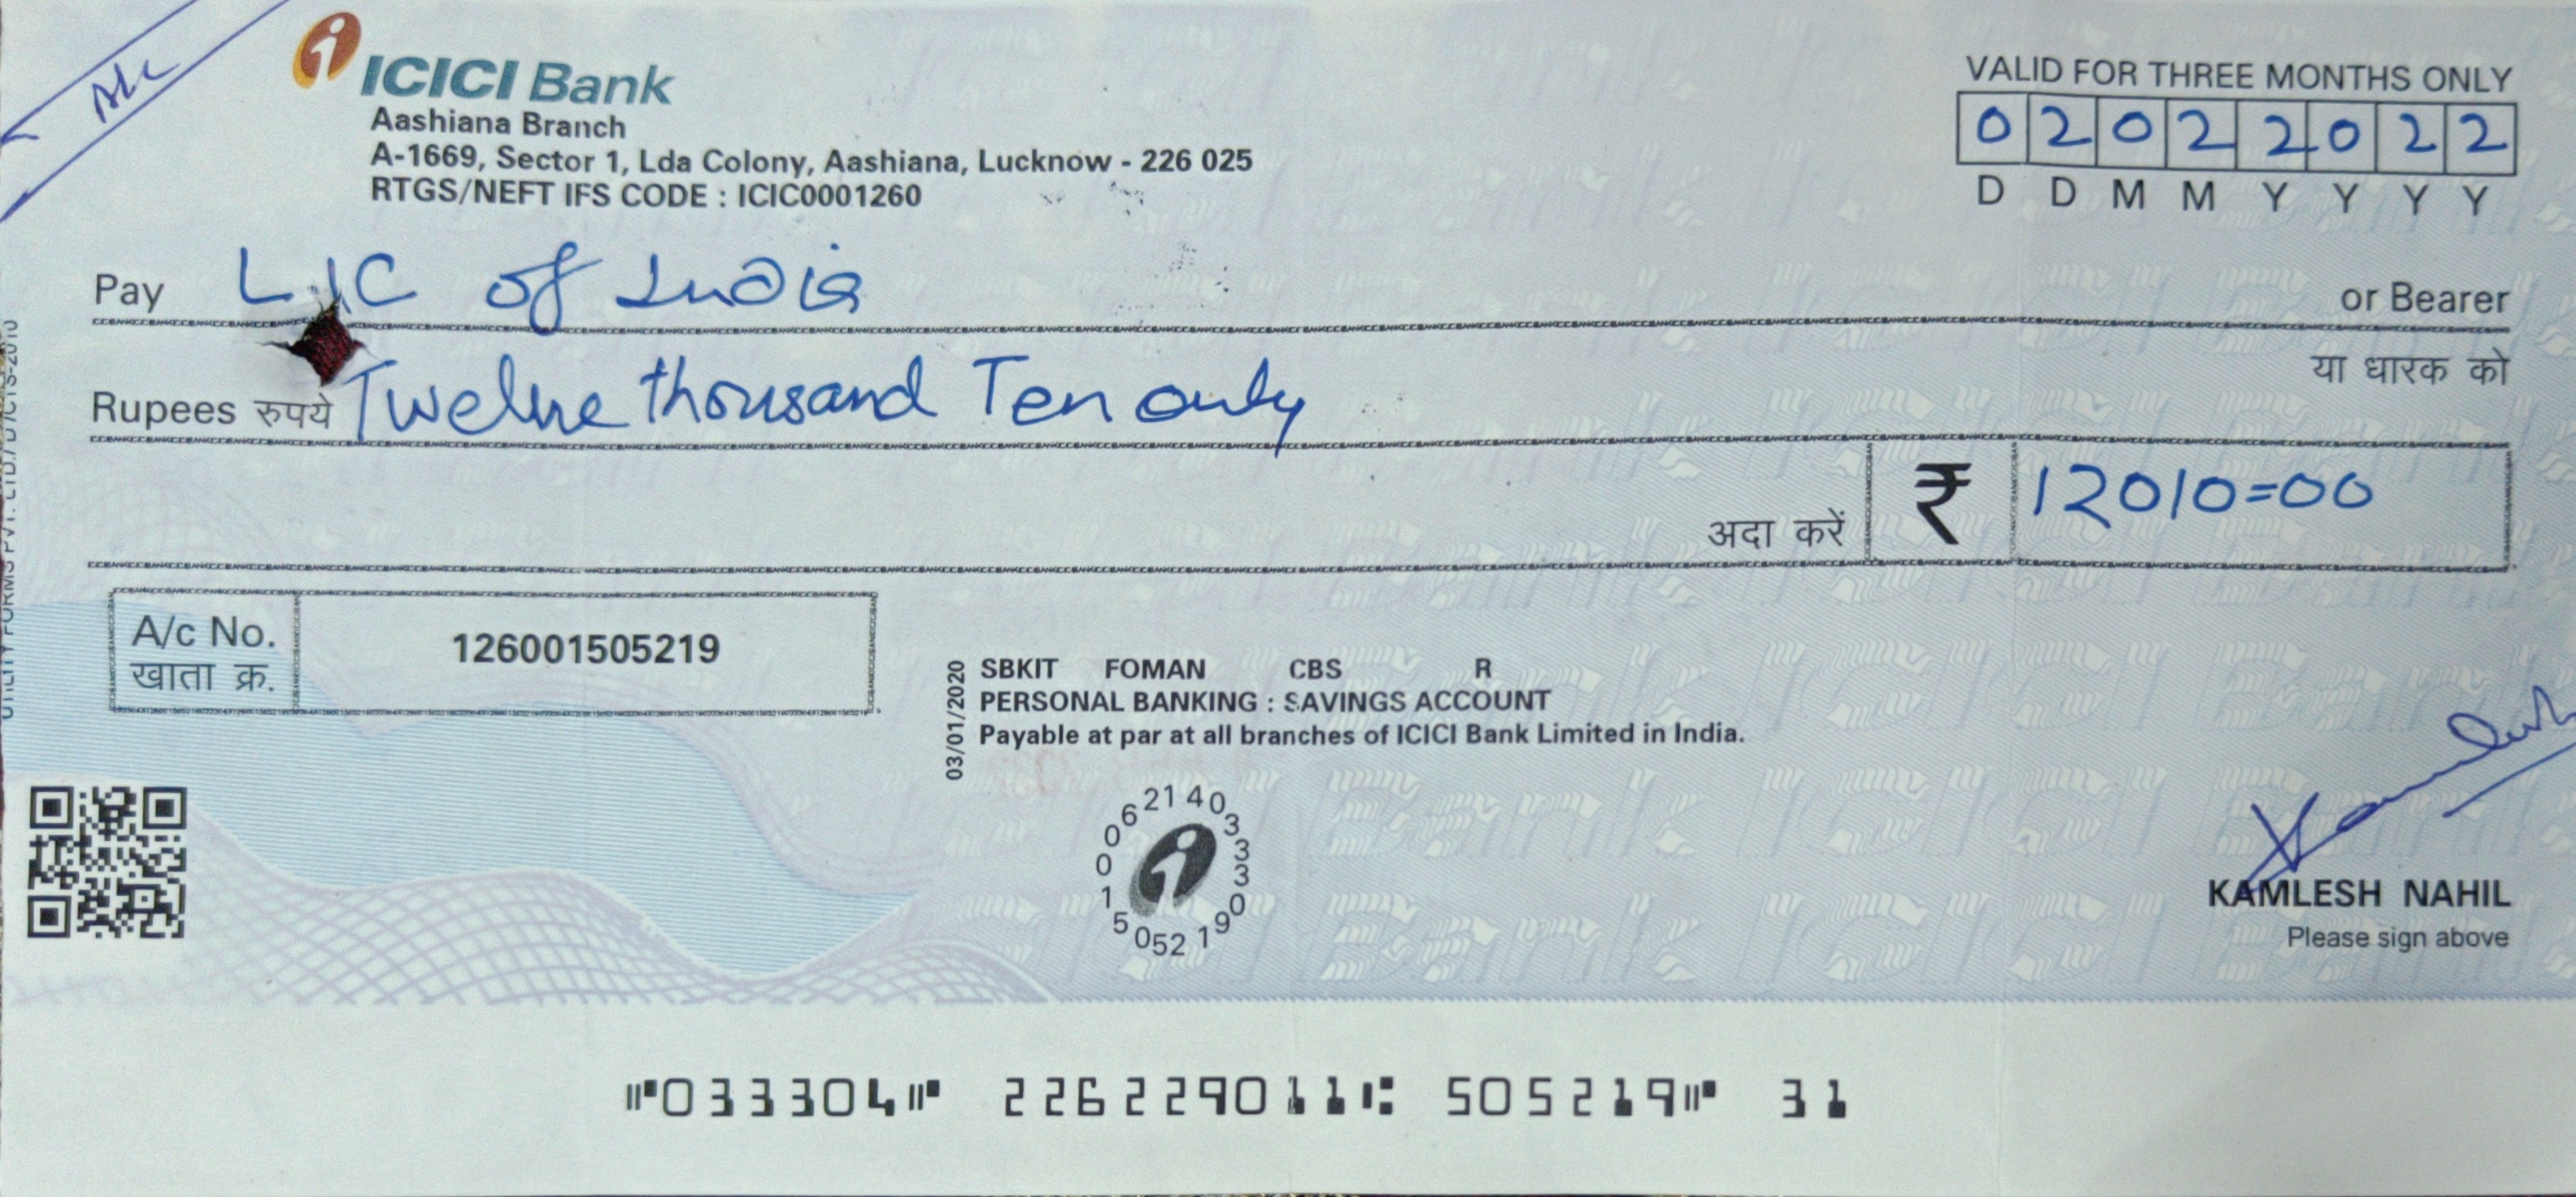 A/c
ICICI Bank
Aashiana Branch
A-1669, Sector 1, Lda Colony, Aashiana, Lucknow - 226 025
RTGS/NEFT IFS CODE : ICIC0001260
VALID FOR THREE MONTHS ONLY
0 2 0 2 2 0 2 2
D D M M Y Y Y Y
Pay LIC of India or Bearer
या धारक को
Rupees रुपये Twelve thousand Ten only
अदा करें ₹ 12010=00
A/c No. 126001505219
खाता क्र.
03/01/2020
SBKIT FOMAN CBS R
PERSONAL BANKING : SAVINGS ACCOUNT
Payable at par at all branches of ICICI Bank Limited in India.
Kamlesh
KAMLESH NAHIL
Please sign above
⑈033304⑈ 226229011⑆ 505219⑈ 31